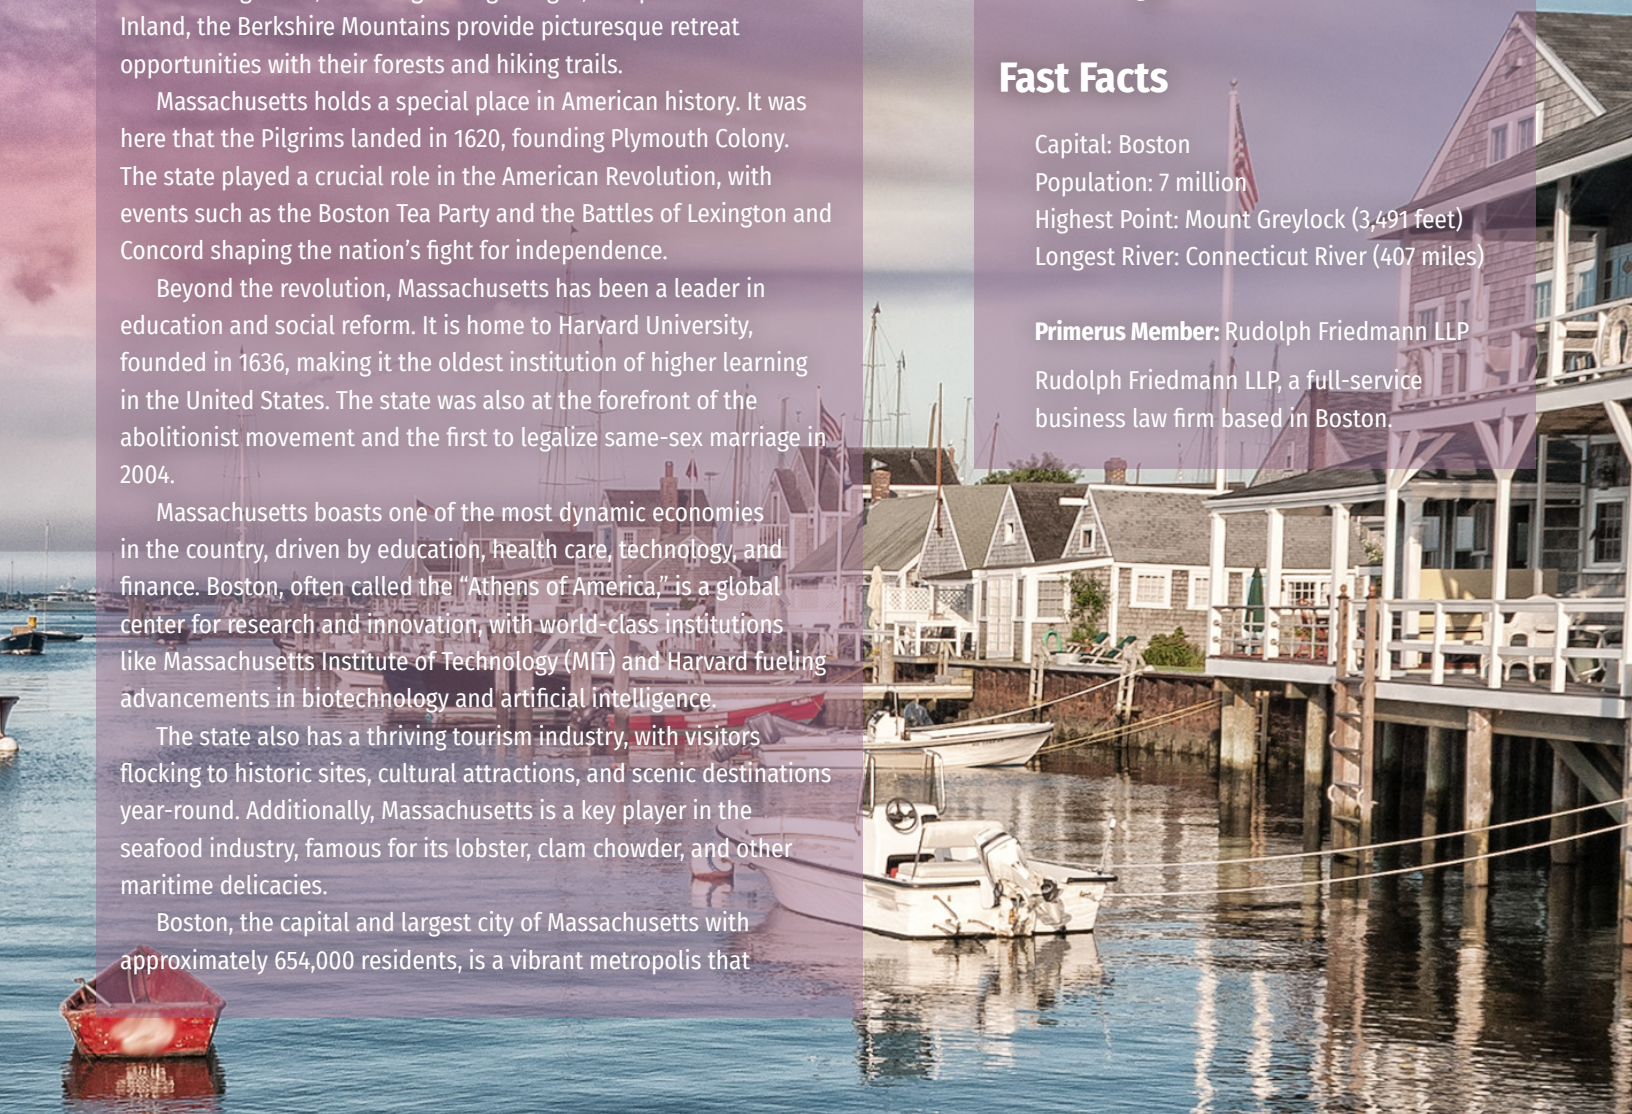 Inland, the Berkshire Mountains provide picturesque retreat
opportunities with their forests and hiking trails.
Massachusetts holds a special place in American history. It was
here that the Pilgrims landed in 1620, founding Plymouth Colony.
The state played a crucial role in the American Revolution, with
events such as the Boston Tea Party and the Battles of Lexington and
Concord shaping the nation’s fight for independence.
Beyond the revolution, Massachusetts has been a leader in
education and social reform. It is home to Harvard University,
founded in 1636, making it the oldest institution of higher learning
in the United States. The state was also at the forefront of the
abolitionist movement and the first to legalize same-sex marriage in
2004.
Massachusetts boasts one of the most dynamic economies
in the country, driven by education, health care, technology, and
finance. Boston, often called the “Athens of America,” is a global
center for research and innovation, with world-class institutions
like Massachusetts Institute of Technology (MIT) and Harvard fueling
advancements in biotechnology and artificial intelligence.
The state also has a thriving tourism industry, with visitors
flocking to historic sites, cultural attractions, and scenic destinations
year-round. Additionally, Massachusetts is a key player in the
seafood industry, famous for its lobster, clam chowder, and other
maritime delicacies.
Boston, the capital and largest city of Massachusetts with
approximately 654,000 residents, is a vibrant metropolis that
Fast Facts
Capital: Boston
Population: 7 million
Highest Point: Mount Greylock (3,491 feet)
Longest River: Connecticut River (407 miles)
Primerus Member: Rudolph Friedmann LLP
Rudolph Friedmann LLP, a full-service
business law firm based in Boston.